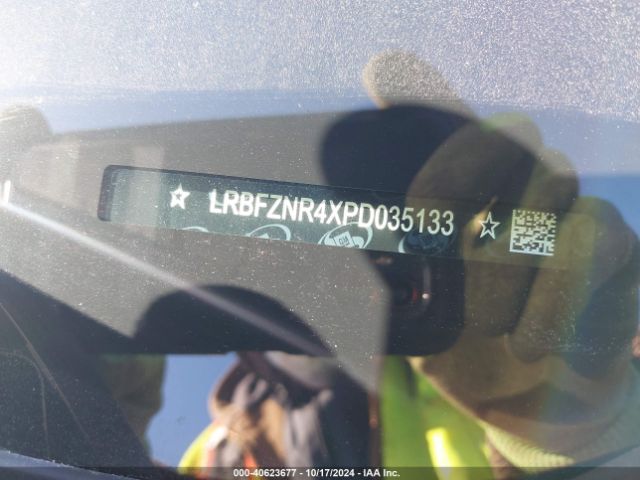 ☆ LRBFZNR4XPD035133 ☆
000-40623677 - 10/17/2024 - IAA Inc.